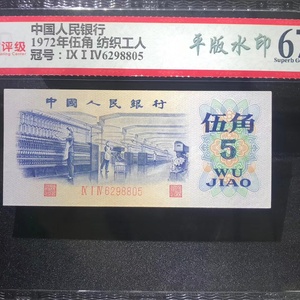 中国人民银行
1972年伍角 纺织工人
冠号：Ⅸ Ⅰ Ⅳ6298805
评级
平版水印
67
Superb G
中国人民银行
伍角
5
WU
JIAO
Ⅸ Ⅰ Ⅳ6298805